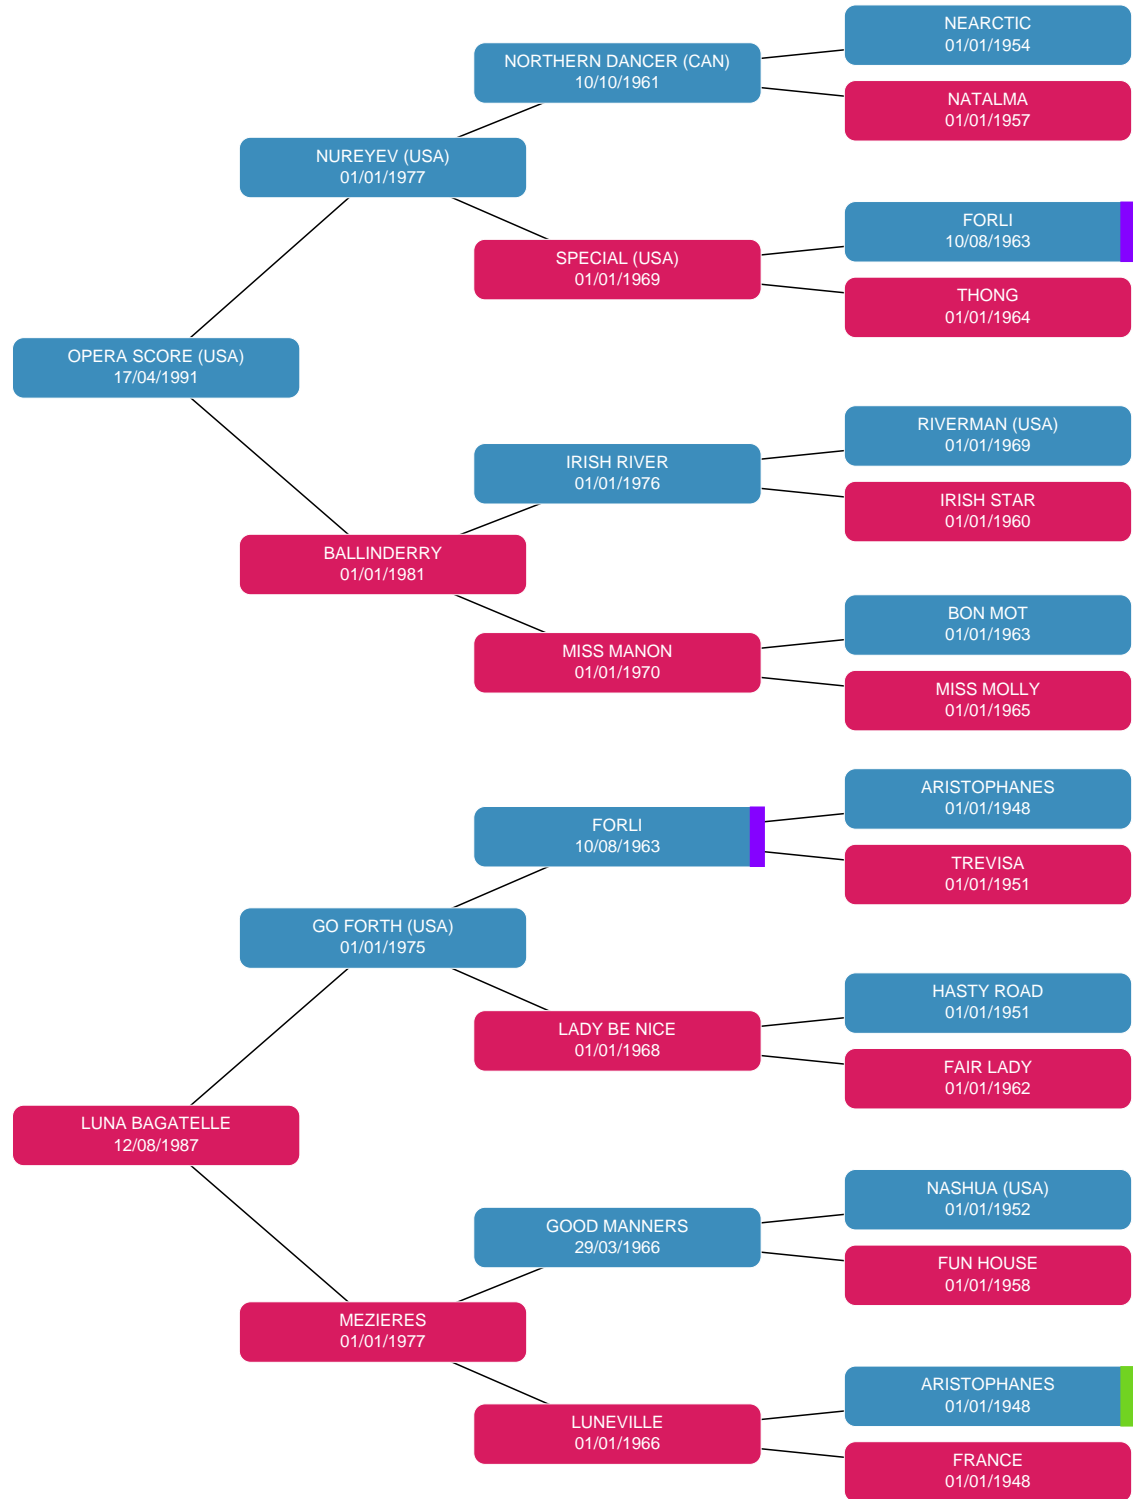 NEARCTIC
01/01/1954
NORTHERN DANCER (CAN)
10/10/1961
NATALMA
01/01/1957
NUREYEV (USA)
01/01/1977
FORLI
10/08/1963
SPECIAL (USA)
01/01/1969
THONG
01/01/1964
OPERA SCORE (USA)
17/04/1991
RIVERMAN (USA)
01/01/1969
IRISH RIVER
01/01/1976
IRISH STAR
01/01/1960
BALLINDERRY
01/01/1981
BON MOT
01/01/1963
MISS MANON
01/01/1970
MISS MOLLY
01/01/1965
ARISTOPHANES
01/01/1948
FORLI
10/08/1963
TREVISA
01/01/1951
GO FORTH (USA)
01/01/1975
HASTY ROAD
01/01/1951
LADY BE NICE
01/01/1968
FAIR LADY
01/01/1962
LUNA BAGATELLE
12/08/1987
NASHUA (USA)
01/01/1952
GOOD MANNERS
29/03/1966
FUN HOUSE
01/01/1958
MEZIERES
01/01/1977
ARISTOPHANES
01/01/1948
LUNEVILLE
01/01/1966
FRANCE
01/01/1948